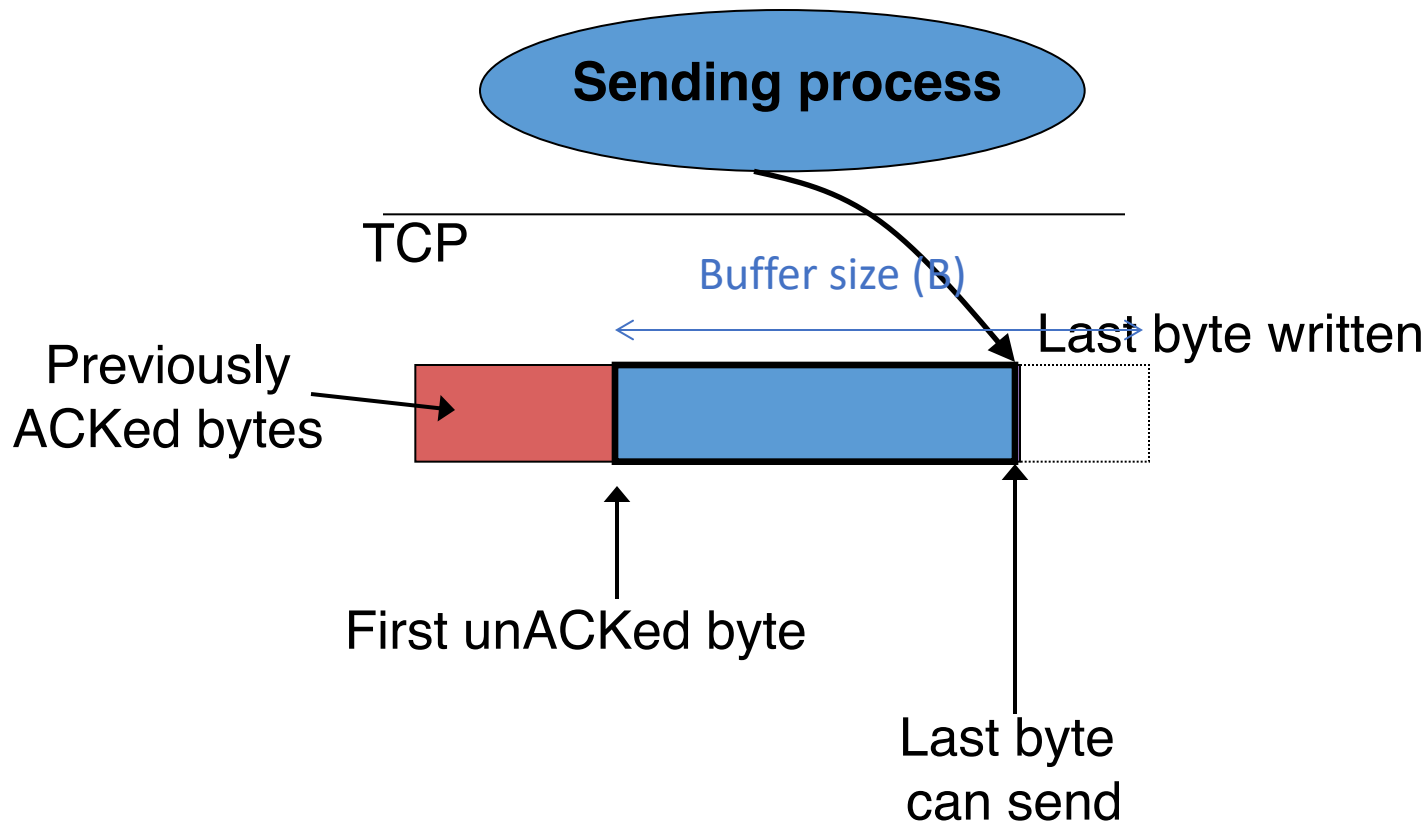 Sending process
TCP
Buffer size (B)
Last byte written
Previously
ACKed bytes
First unACKed byte
Last byte
can send